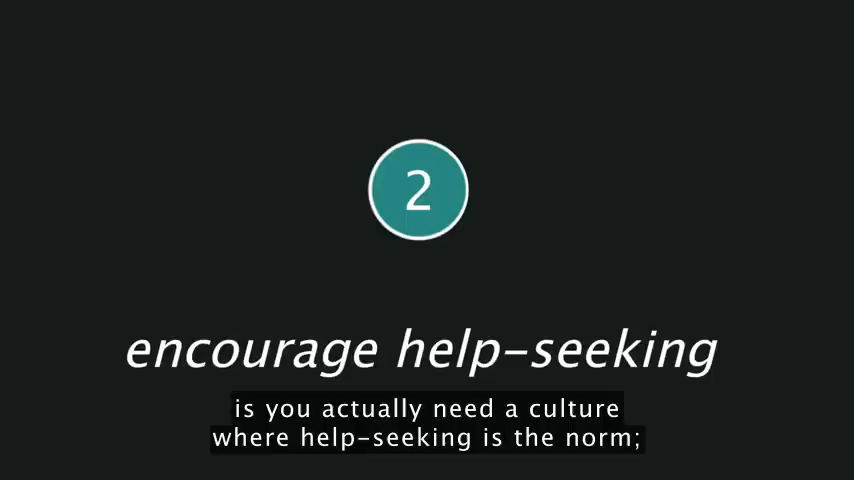 2
encourage help-seeking
is you actually need a culture
where help-seeking is the norm;